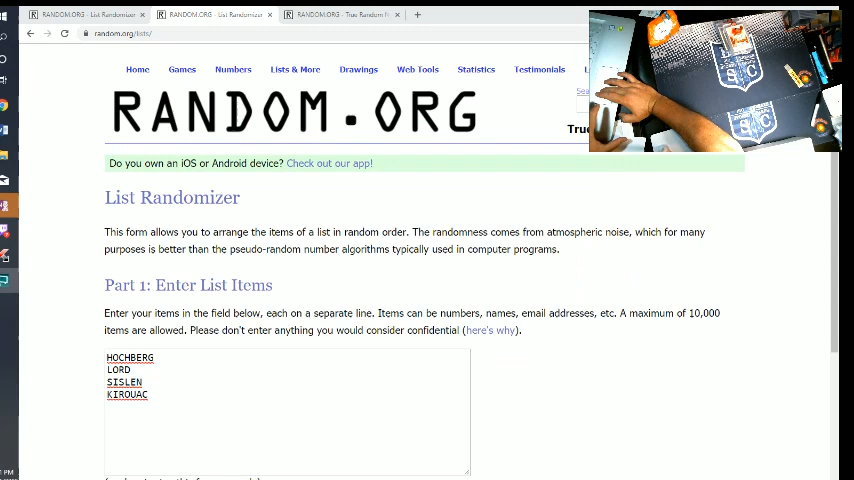 RANDOM.ORG - List Randomizer
RANDOM.ORG - List Randomizer
RANDOM.ORG - True Random N
random.org/lists/
Home Games Numbers Lists & More Drawings Web Tools Statistics Testimonials L
RANDOM.ORG
Sea
True
Do you own an iOS or Android device? Check out our app!
List Randomizer
This form allows you to arrange the items of a list in random order. The randomness comes from atmospheric noise, which for many
purposes is better than the pseudo-random number algorithms typically used in computer programs.
Part 1: Enter List Items
Enter your items in the field below, each on a separate line. Items can be numbers, names, email addresses, etc. A maximum of 10,000
items are allowed. Please don't enter anything you would consider confidential (here's why).
HOCHBERG
LORD
SISLEN
KIROUAC